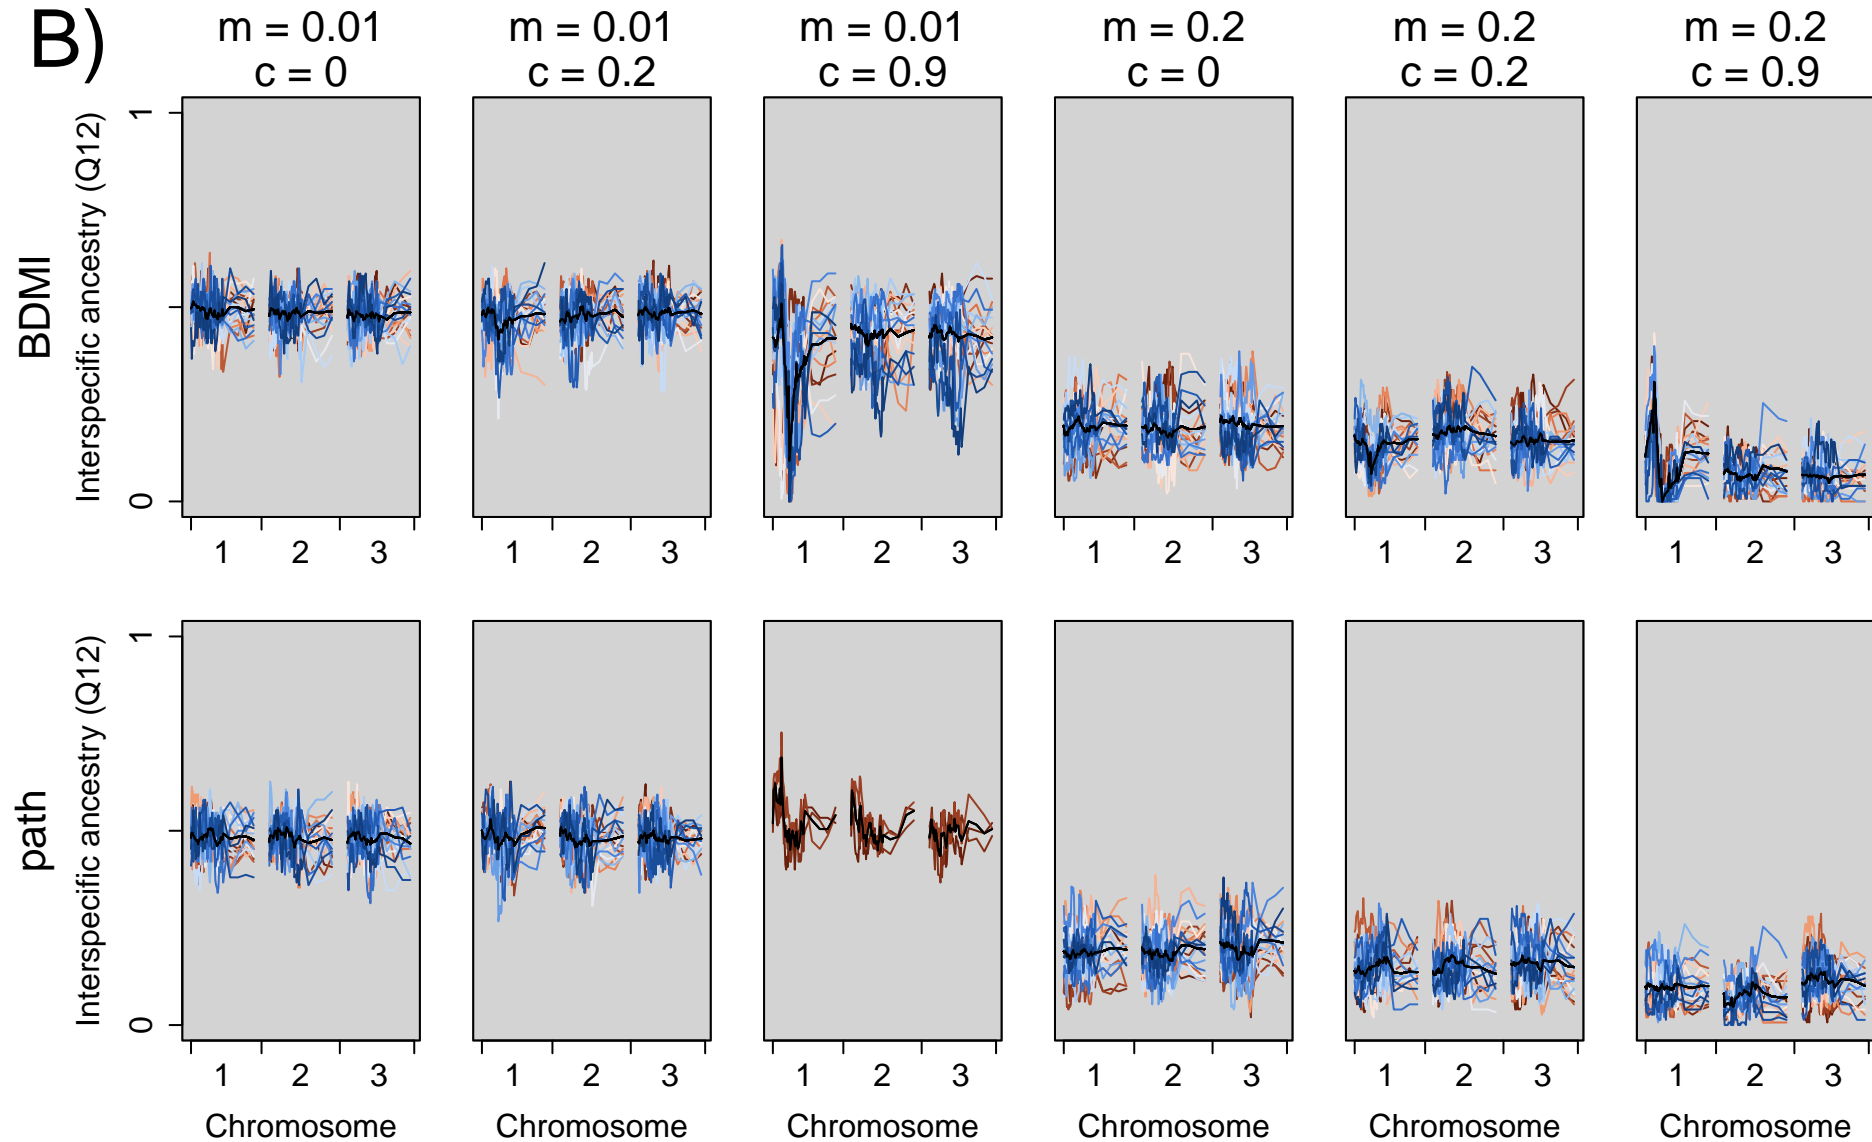 B)
m = 0.01 m = 0.01 m = 0.01 m = 0.2 m = 0.2 m = 0.2
c = 0 c = 0.2 c = 0.9 c = 0 c = 0.2 c = 0.9
BDMI
Interspecific ancestry (Q12)
1
0
1 2 3 1 2 3 1 2 3 1 2 3 1 2 3 1 2 3
path
Interspecific ancestry (Q12)
1
0
1 2 3 1 2 3 1 2 3 1 2 3 1 2 3 1 2 3
Chromosome Chromosome Chromosome Chromosome Chromosome Chromosome